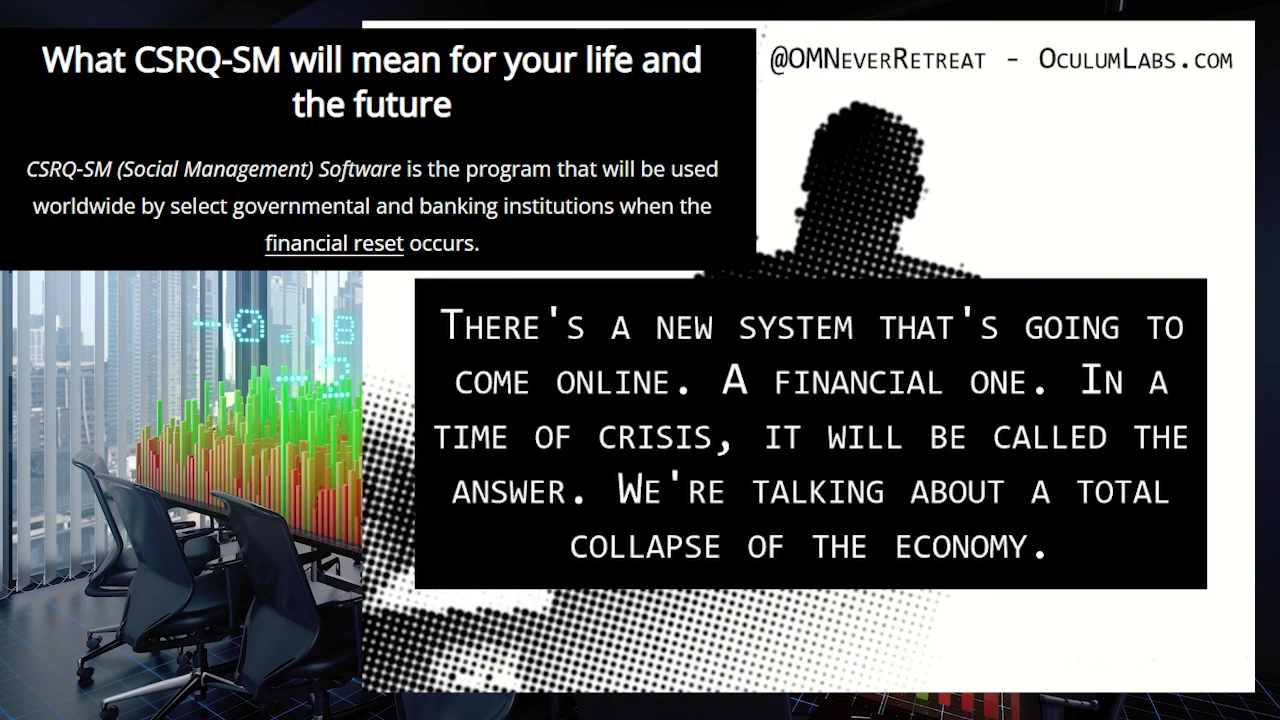 What CSRQ-SM will mean for your life and
the future
CSRQ-SM (Social Management) Software is the program that will be used
worldwide by select governmental and banking institutions when the
financial reset occurs.
@OMNeverRetreat - OculumLabs.com
There's a new system that's going to
come online. A financial one. In a
time of crisis, it will be called the
answer. We're talking about a total
collapse of the economy.
-0.18
-2